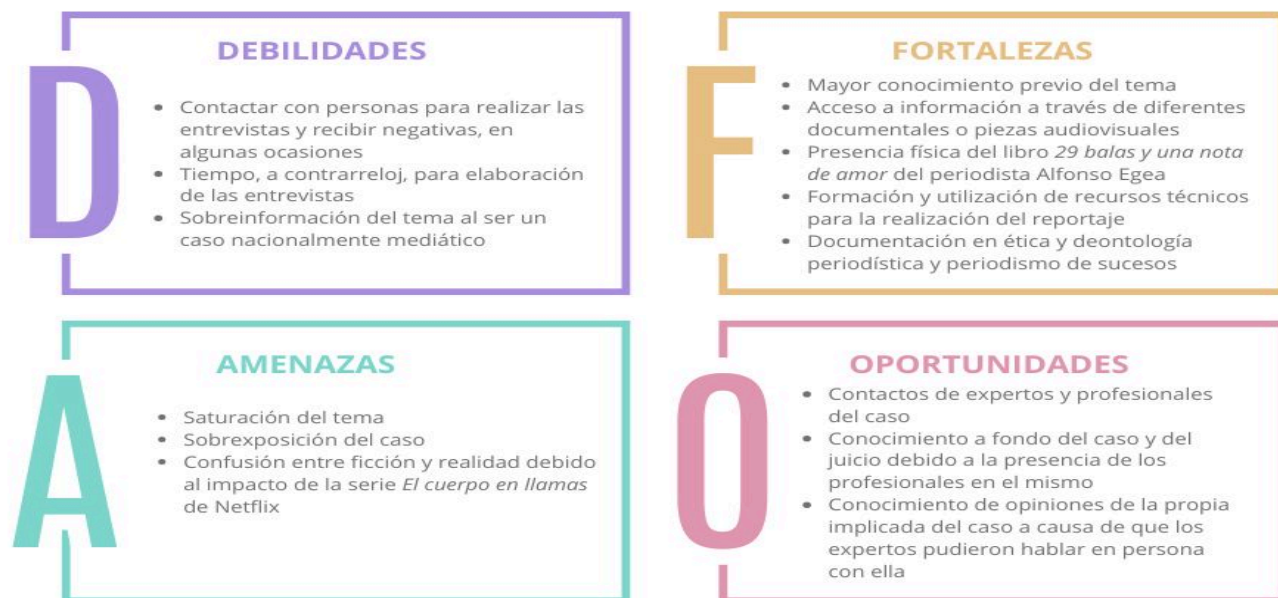 D
DEBILIDADES
• Contactar con personas para realizar las
entrevistas y recibir negativas, en
algunas ocasiones
• Tiempo, a contrarreloj, para elaboración
de las entrevistas
• Sobreinformación del tema al ser un
caso nacionalmente mediático
F
FORTALEZAS
• Mayor conocimiento previo del tema
• Acceso a información a través de diferentes
documentales o piezas audiovisuales
• Presencia física del libro 29 balas y una nota
de amor del periodista Alfonso Egea
• Formación y utilización de recursos técnicos
para la realización del reportaje
• Documentación en ética y deontología
periodística y periodismo de sucesos
A
AMENAZAS
• Saturación del tema
• Sobrexposición del caso
• Confusión entre ficción y realidad debido
al impacto de la serie El cuerpo en llamas
de Netflix
O
OPORTUNIDADES
• Contactos de expertos y profesionales
del caso
• Conocimiento a fondo del caso y del
juicio debido a la presencia de los
profesionales en el mismo
• Conocimiento de opiniones de la propia
implicada del caso a causa de que los
expertos pudieron hablar en persona
con ella